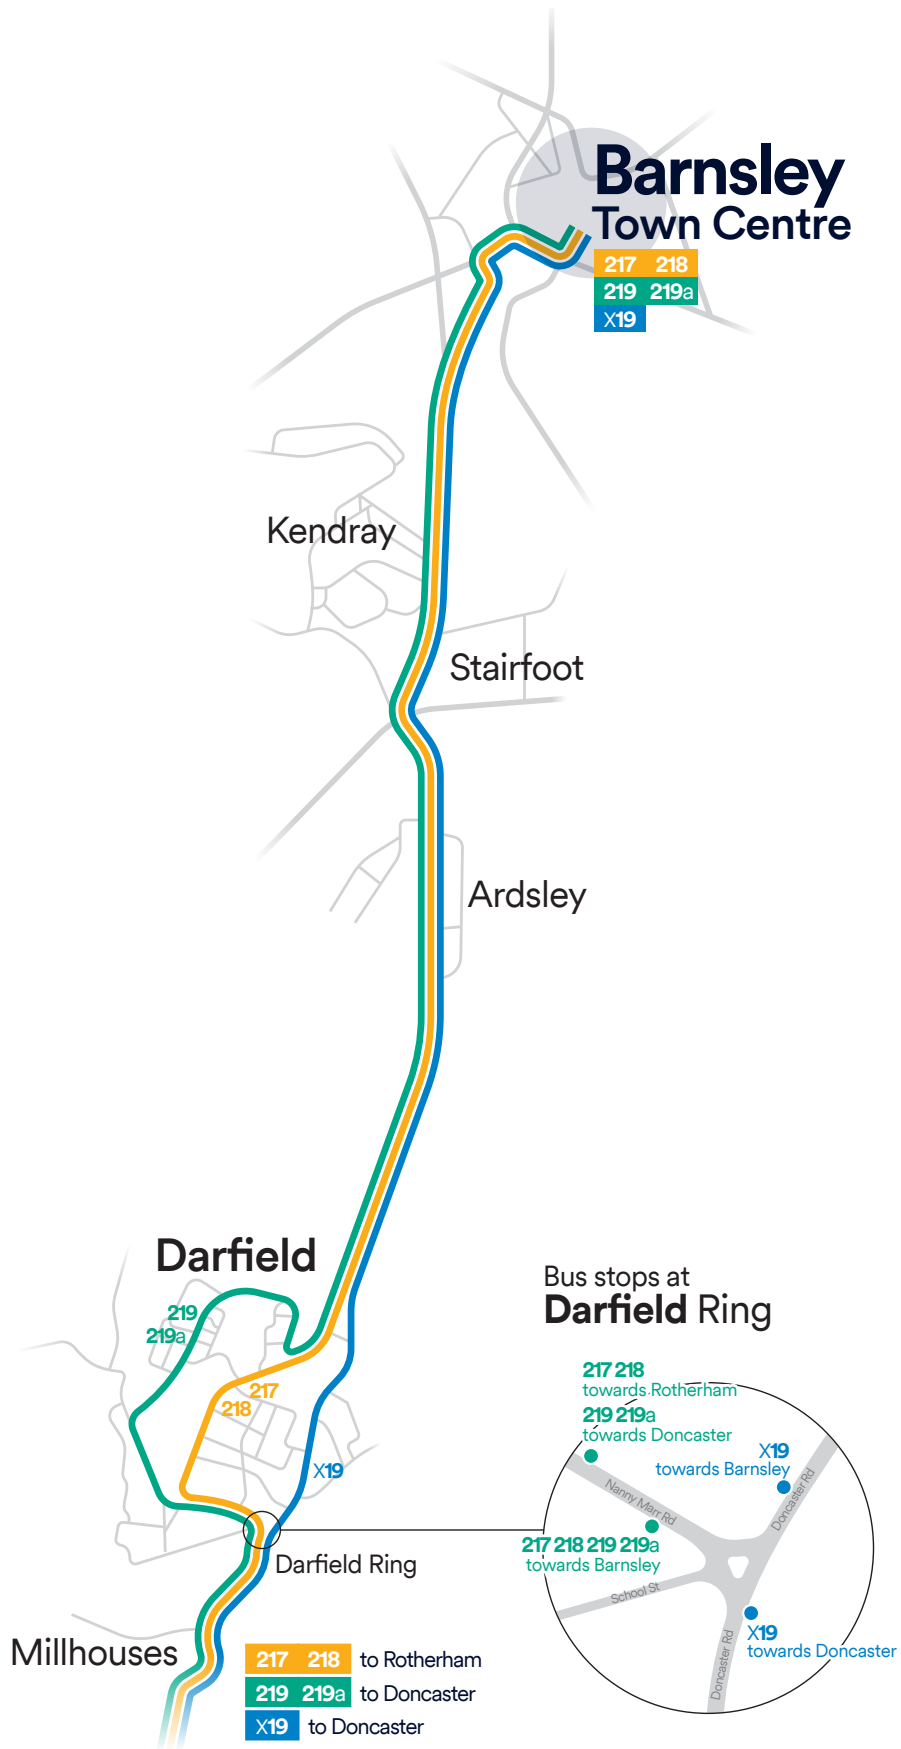 Barnsley
Town Centre
217 218
219 219a
X19
Kendray
Stairfoot
Ardsley
Darfield
219
219a
217
218
X19
Darfield Ring
Millhouses
217 218 to Rotherham
219 219a to Doncaster
X19 to Doncaster
Bus stops at
Darfield Ring
217 218
towards Rotherham
219 219a
towards Doncaster
X19
towards Barnsley
Nanny Marr Rd
Doncaster Rd
217 218 219 219a
towards Barnsley
School St
X19
towards Doncaster
Doncaster Rd